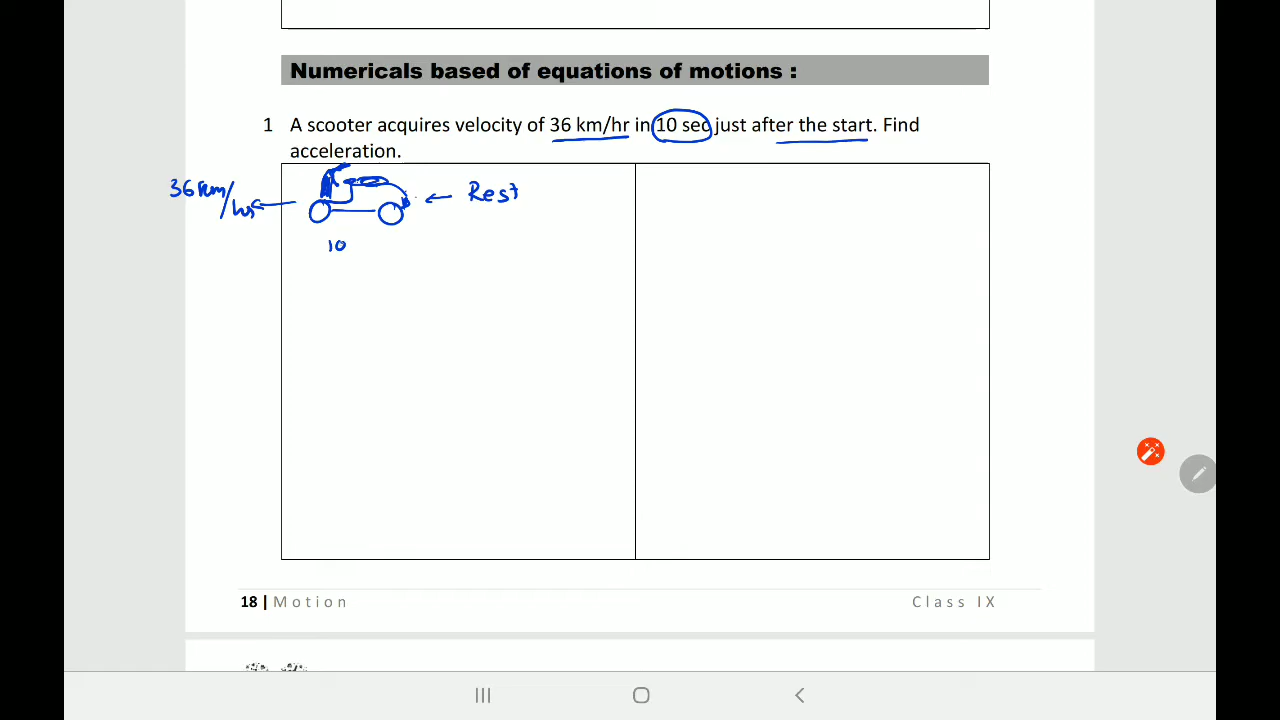 Numericals based of equations of motions :
1 A scooter acquires velocity of 36 km/hr in 10 sec just after the start. Find
acceleration.
36 km/hr
Rest
10
18 | Motion
Class IX